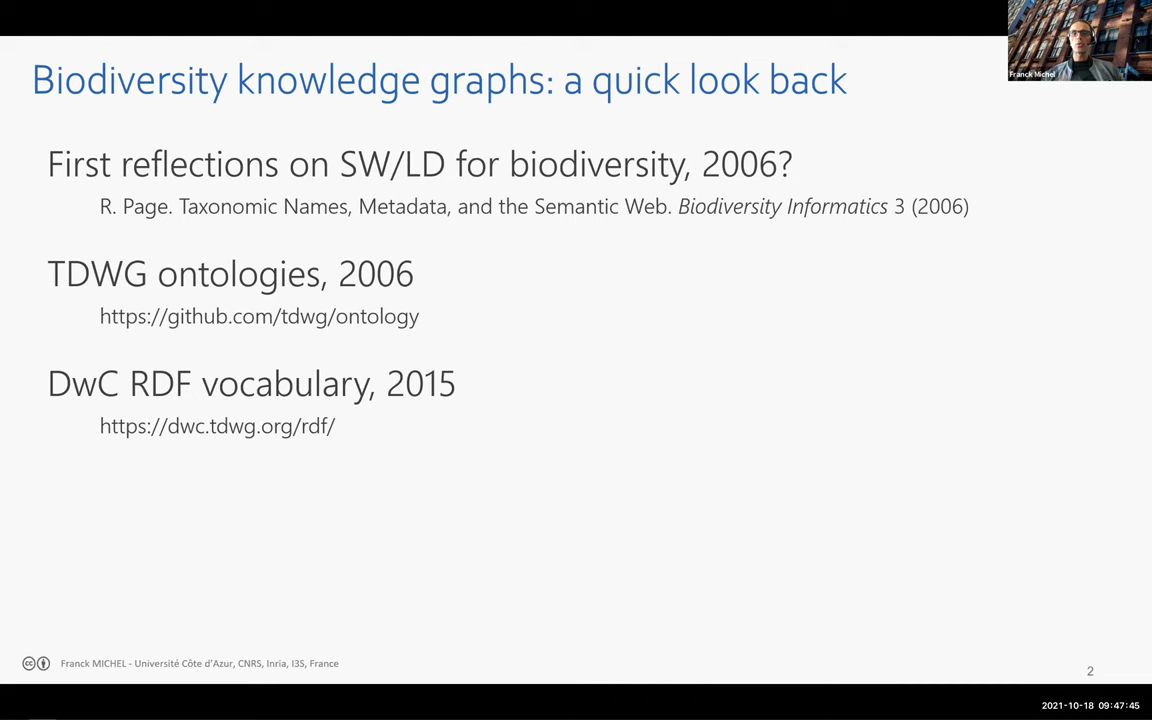 Biodiversity knowledge graphs: a quick look back
Franck Michel
First reflections on SW/LD for biodiversity, 2006?
R. Page. Taxonomic Names, Metadata, and the Semantic Web. Biodiversity Informatics 3 (2006)
TDWG ontologies, 2006
https://github.com/tdwg/ontology
DwC RDF vocabulary, 2015
https://dwc.tdwg.org/rdf/
Franck MICHEL - Université Côte d'Azur, CNRS, Inria, I3S, France
2
2021-10-18 09:47:45